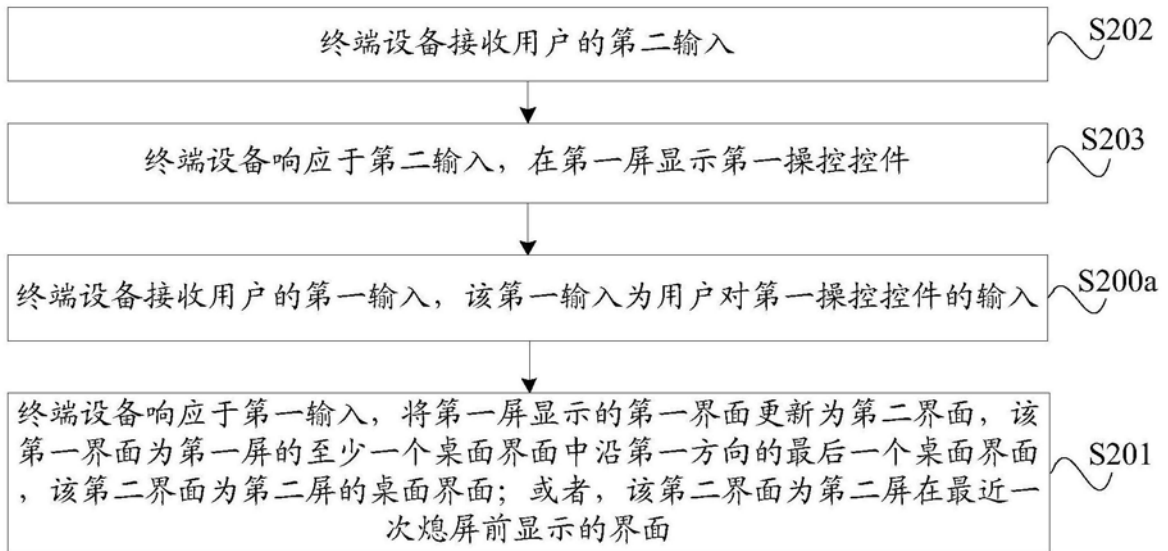 终端设备接收用户的第二输入
S202
终端设备响应于第二输入，在第一屏显示第一操控控件
S203
终端设备接收用户的第一输入，该第一输入为用户对第一操控控件的输入
S200a
终端设备响应于第一输入，将第一屏显示的第一界面更新为第二界面，该
第一界面为第一屏的至少一个桌面界面中沿第一方向的最后一个桌面界面
，该第二界面为第二屏的桌面界面；或者，该第二界面为第二屏在最近一
次熄屏前显示的界面
S201